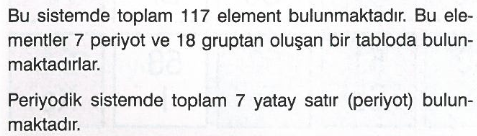 Bu sistemde toplam 117 element bulunmaktadır. Bu ele-
mentler 7 periyot ve 18 gruptan oluşan bir tabloda bulun-
maktadırlar.
Periyodik sistemde toplam 7 yatay satır (periyot) bulun-
maktadır.